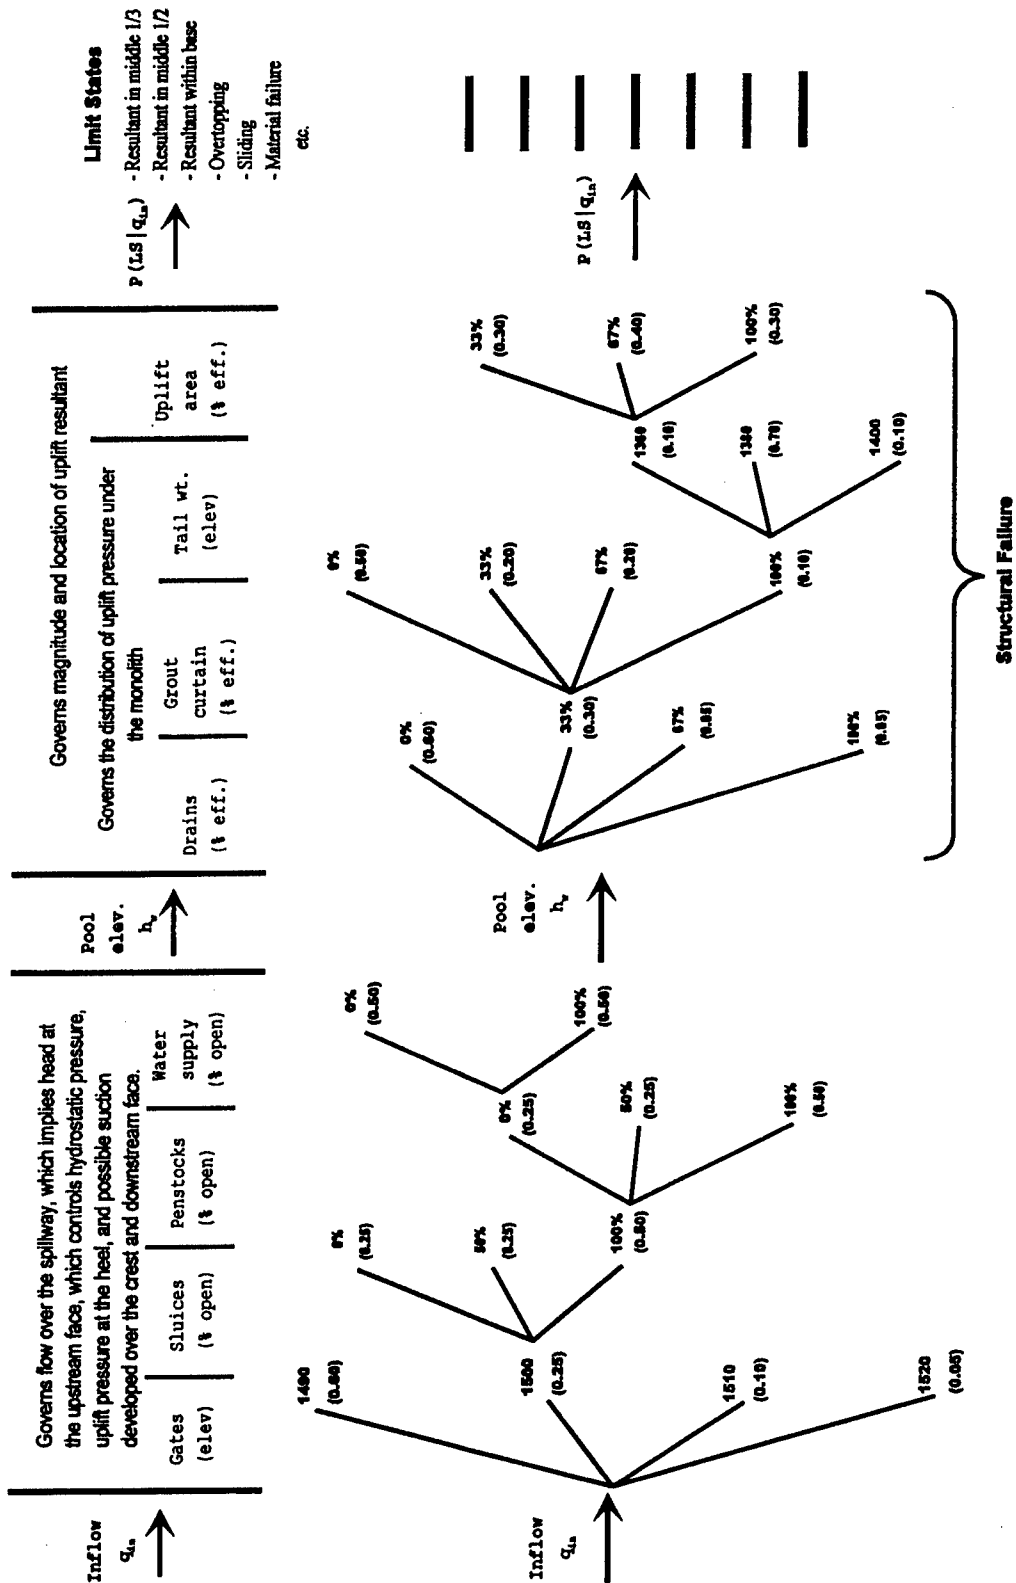 Inflow
q_in
Governs flow over the spillway, which implies head at
the upstream face, which controls hydrostatic pressure,
uplift pressure at the heel, and possible suction
developed over the crest and downstream face.
Gates
(elev)
Sluices
(% open)
Penstocks
(% open)
Water
supply
(% open)
Pool
elev.
Governs magnitude and location of uplift resultant
Governs the distribution of uplift pressure under
the monolith
Drains
(% eff.)
Grout
curtain
(% eff.)
Tail wt.
(elev)
Uplift
area
(% eff.)
P(LS|q_in)
Limit States
- Resultant in middle 1/3
- Resultant in middle 1/2
- Resultant within base
- Overtopping
- Sliding
- Material failure
etc.
Inflow
q_in
1490
(0.60)
1500
(0.25)
1510
(0.10)
1520
(0.05)
0%
(0.25)
50%
(0.25)
100%
(0.50)
0%
(0.25)
50%
(0.25)
100%
(0.50)
0%
(0.50)
100%
(0.50)
Pool
elev.
0%
(0.60)
33%
(0.30)
67%
(0.05)
100%
(0.05)
0%
(0.50)
33%
(0.20)
67%
(0.20)
100%
(0.10)
(0.10)
1380
(0.70)
1400
(0.10)
33%
(0.30)
67%
(0.40)
100%
(0.30)
P(LS|q_in)
Structural Failure